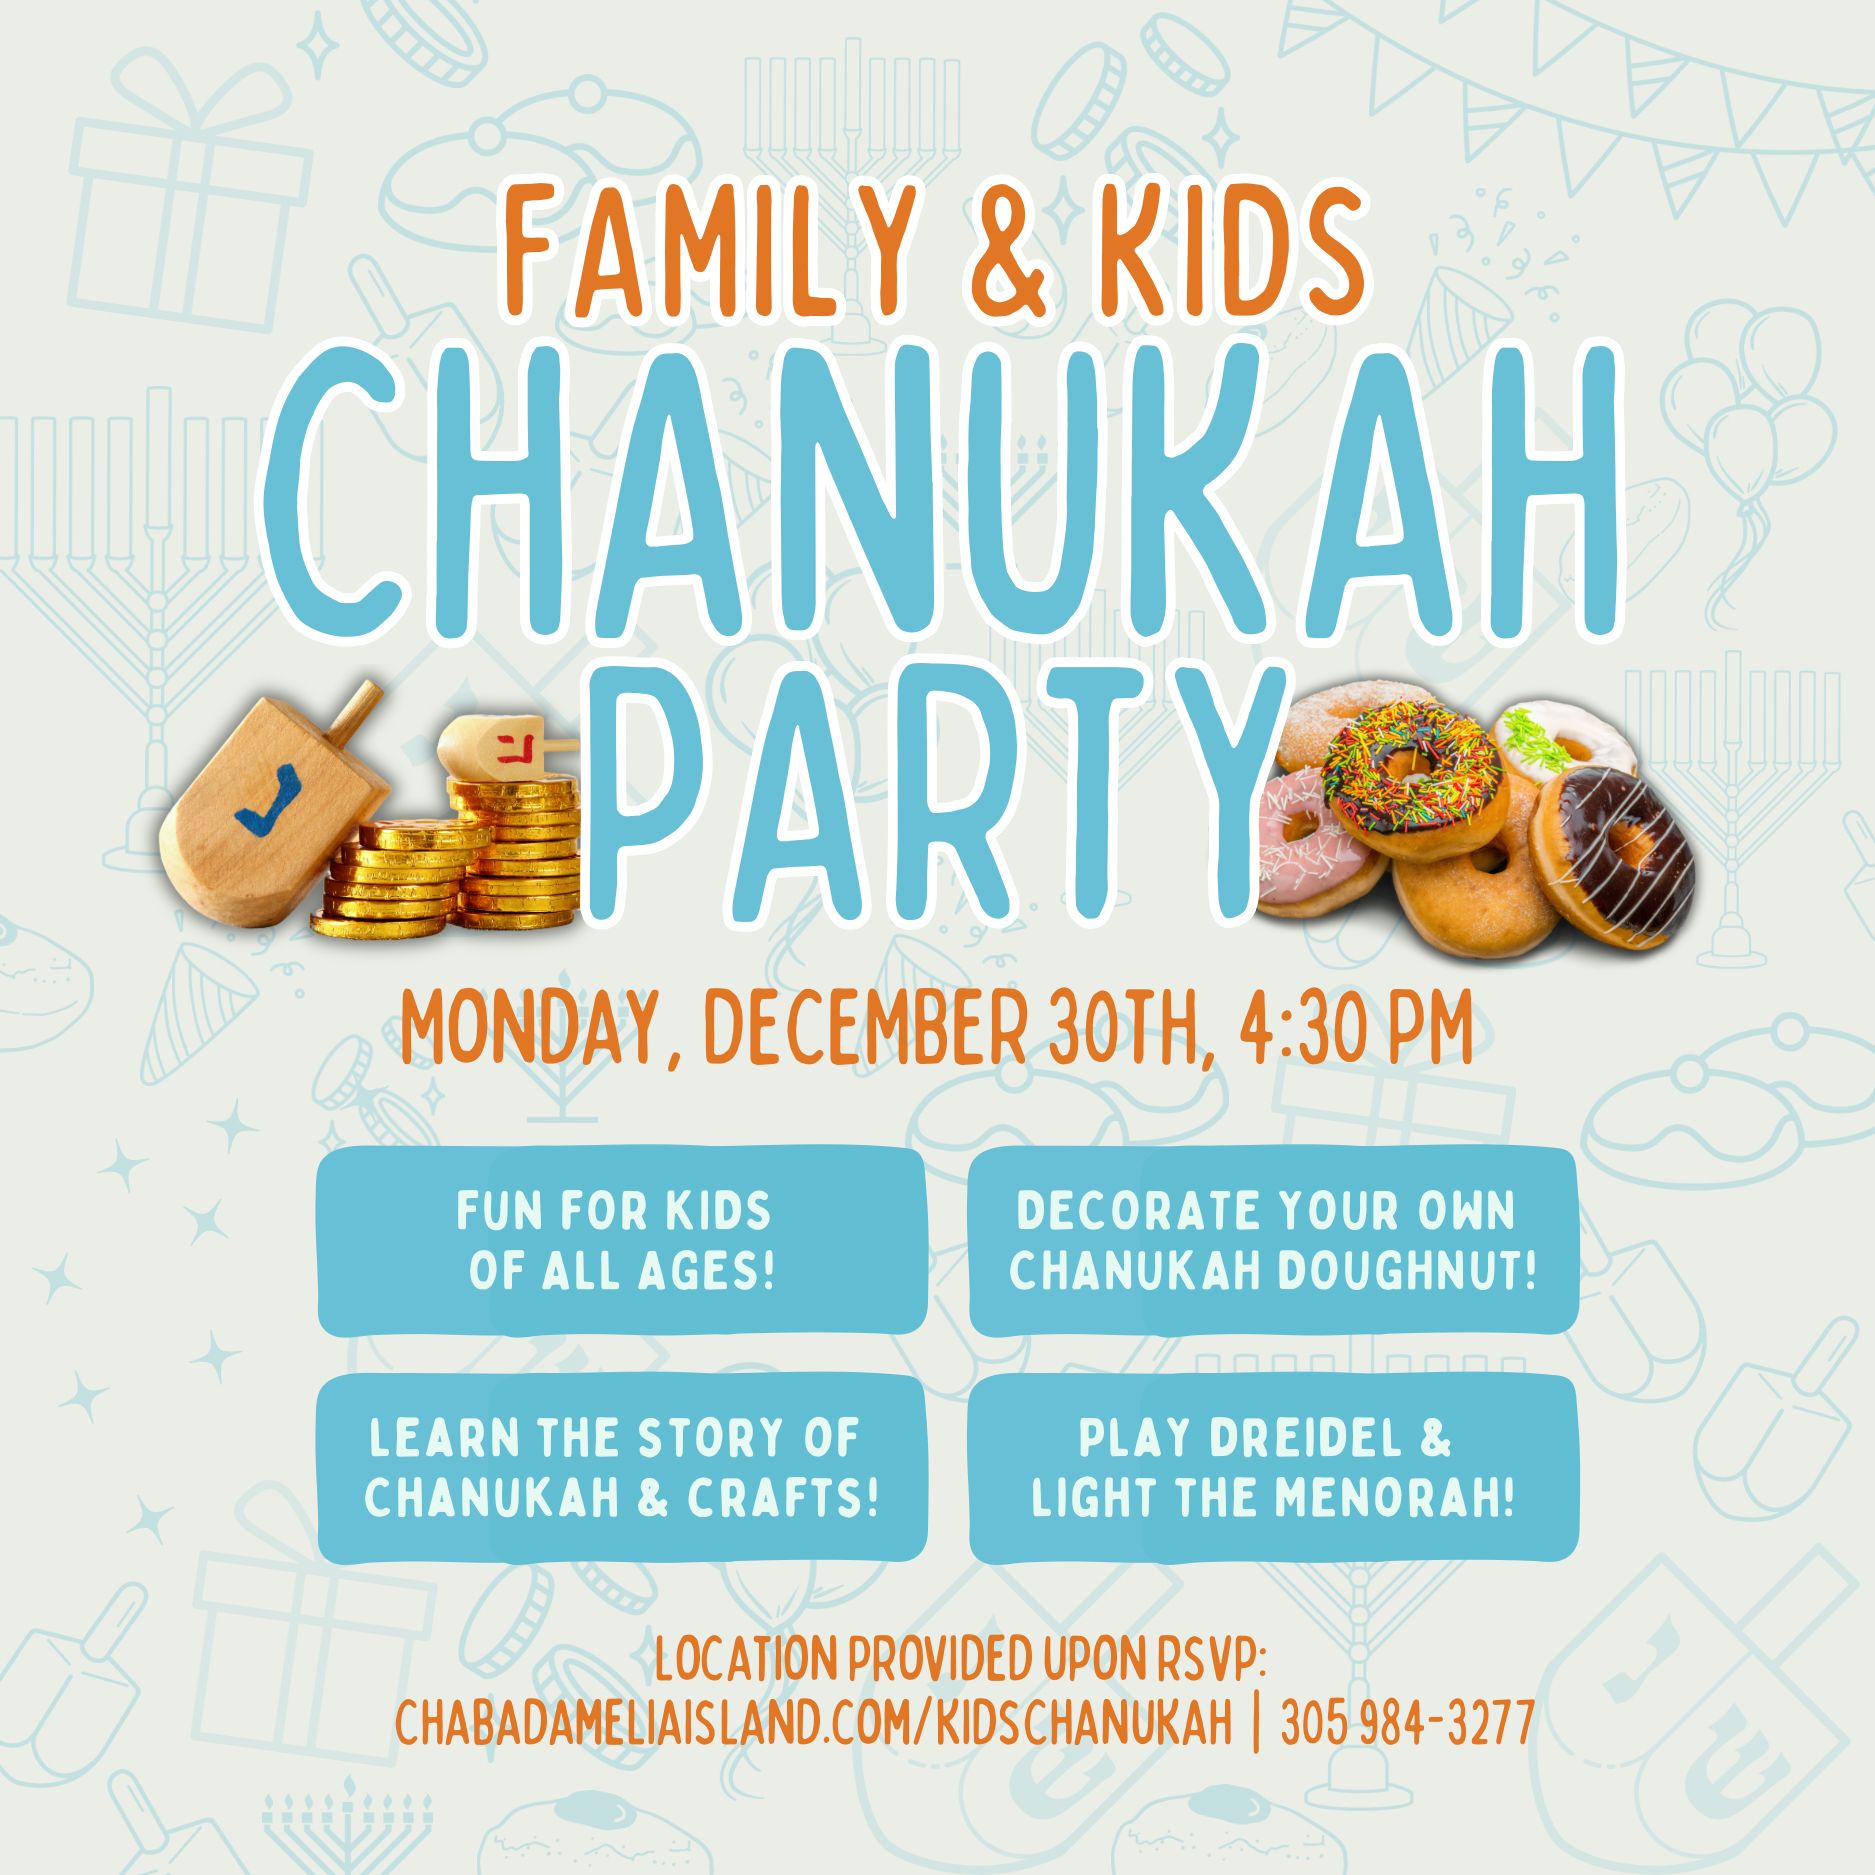 FAMILY & KIDS
CHANUKAH
PARTY
נ
נ
MONDAY, DECEMBER 30TH, 4:30 PM
FUN FOR KIDS
OF ALL AGES!
DECORATE YOUR OWN
CHANUKAH DOUGHNUT!
LEARN THE STORY OF
CHANUKAH & CRAFTS!
PLAY DREIDEL &
LIGHT THE MENORAH!
LOCATION PROVIDED UPON RSVP:
CHABADAMELIAISLAND.COM/KIDSCHANUKAH | 305 984-3277
נ
ש